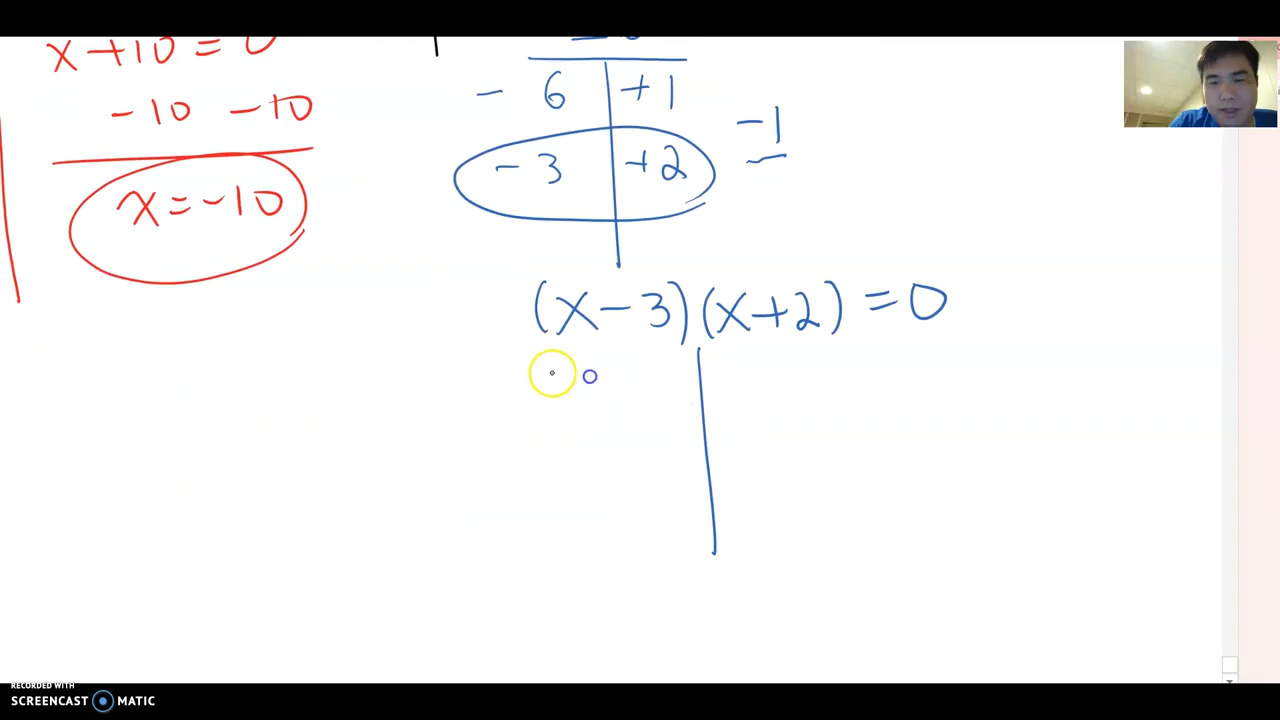 x+10=0
-10 -10
x=-10
-6 +1
-3 +2
-1
(x-3)(x+2)=0
RECORDED WITH
SCREENCAST MATIC